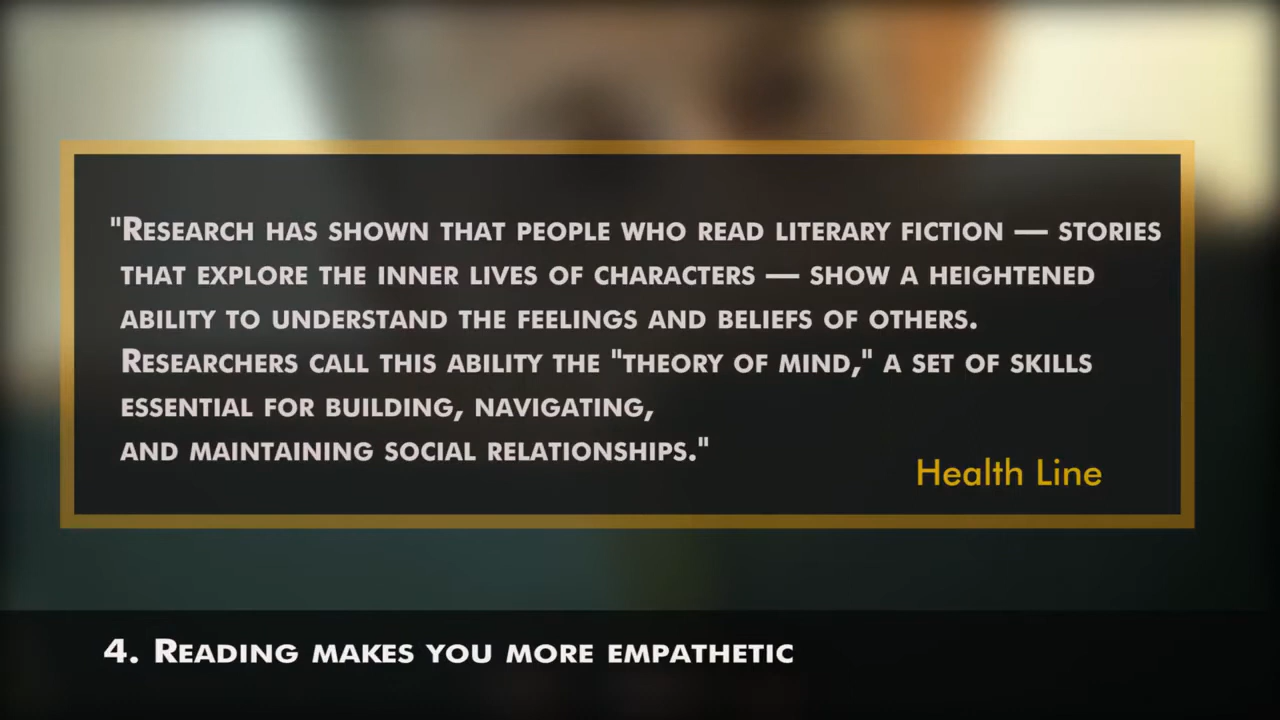 "Research has shown that people who read literary fiction — stories
that explore the inner lives of characters — show a heightened
ability to understand the feelings and beliefs of others.
Researchers call this ability the "theory of mind," a set of skills
essential for building, navigating,
and maintaining social relationships."
Health Line
4. Reading makes you more empathetic